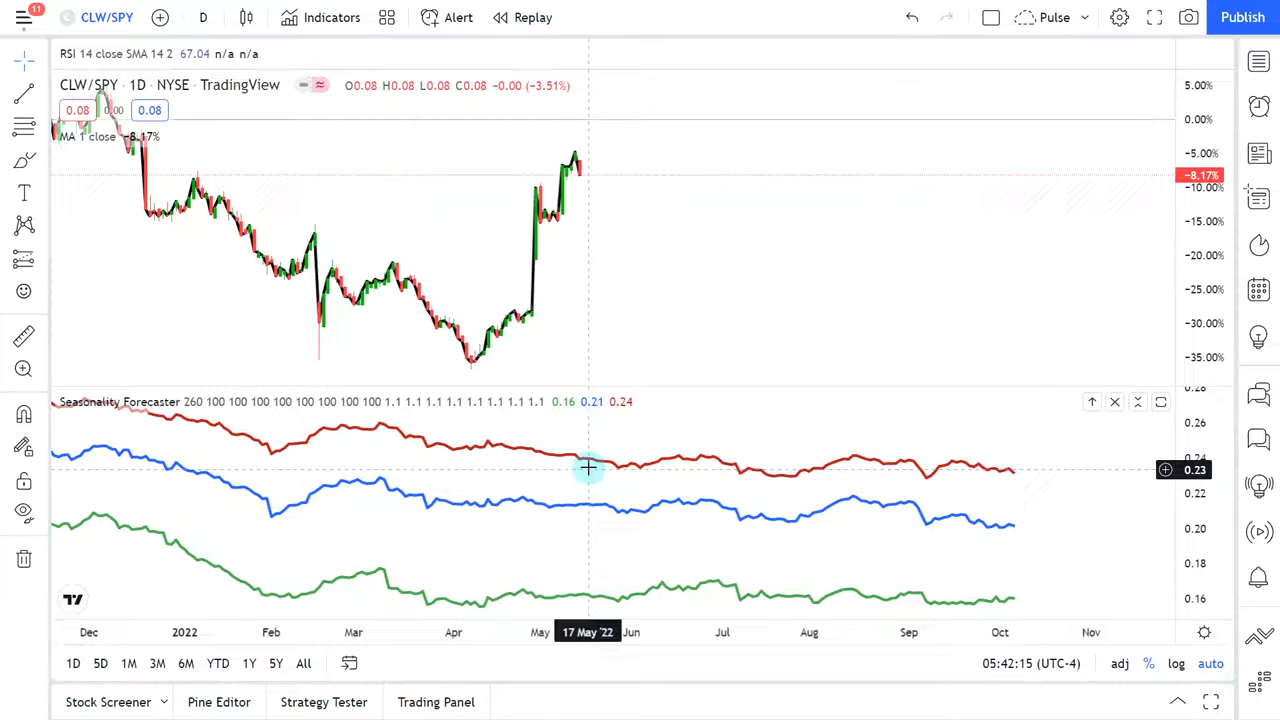 11
CLW/SPY
D
Indicators
Alert
Replay
Pulse
Publish
RSI 14 close SMA 14 2 67.04 n/a n/a
CLW/SPY · 1D · NYSE · TradingView
O0.08 H0.08 L0.08 C0.08 −0.00 (−3.51%)
0.08 0.00 0.08
MA 1 close −8.17%
5.00%
0.00%
−5.00%
−8.17%
−10.00%
−15.00%
−20.00%
−25.00%
−30.00%
−35.00%
Seasonality Forecaster 260 100 100 100 100 100 100 100 1.1 1.1 1.1 1.1 1.1 1.1 1.1 0.16 0.21 0.24
0.28
0.26
0.24
0.23
0.22
0.20
0.18
0.16
Dec 2022 Feb Mar Apr May 17 May '22 Jun Jul Aug Sep Oct Nov
1D 5D 1M 3M 6M YTD 1Y 5Y All
05:42:15 (UTC-4) adj % log auto
Stock Screener Pine Editor Strategy Tester Trading Panel